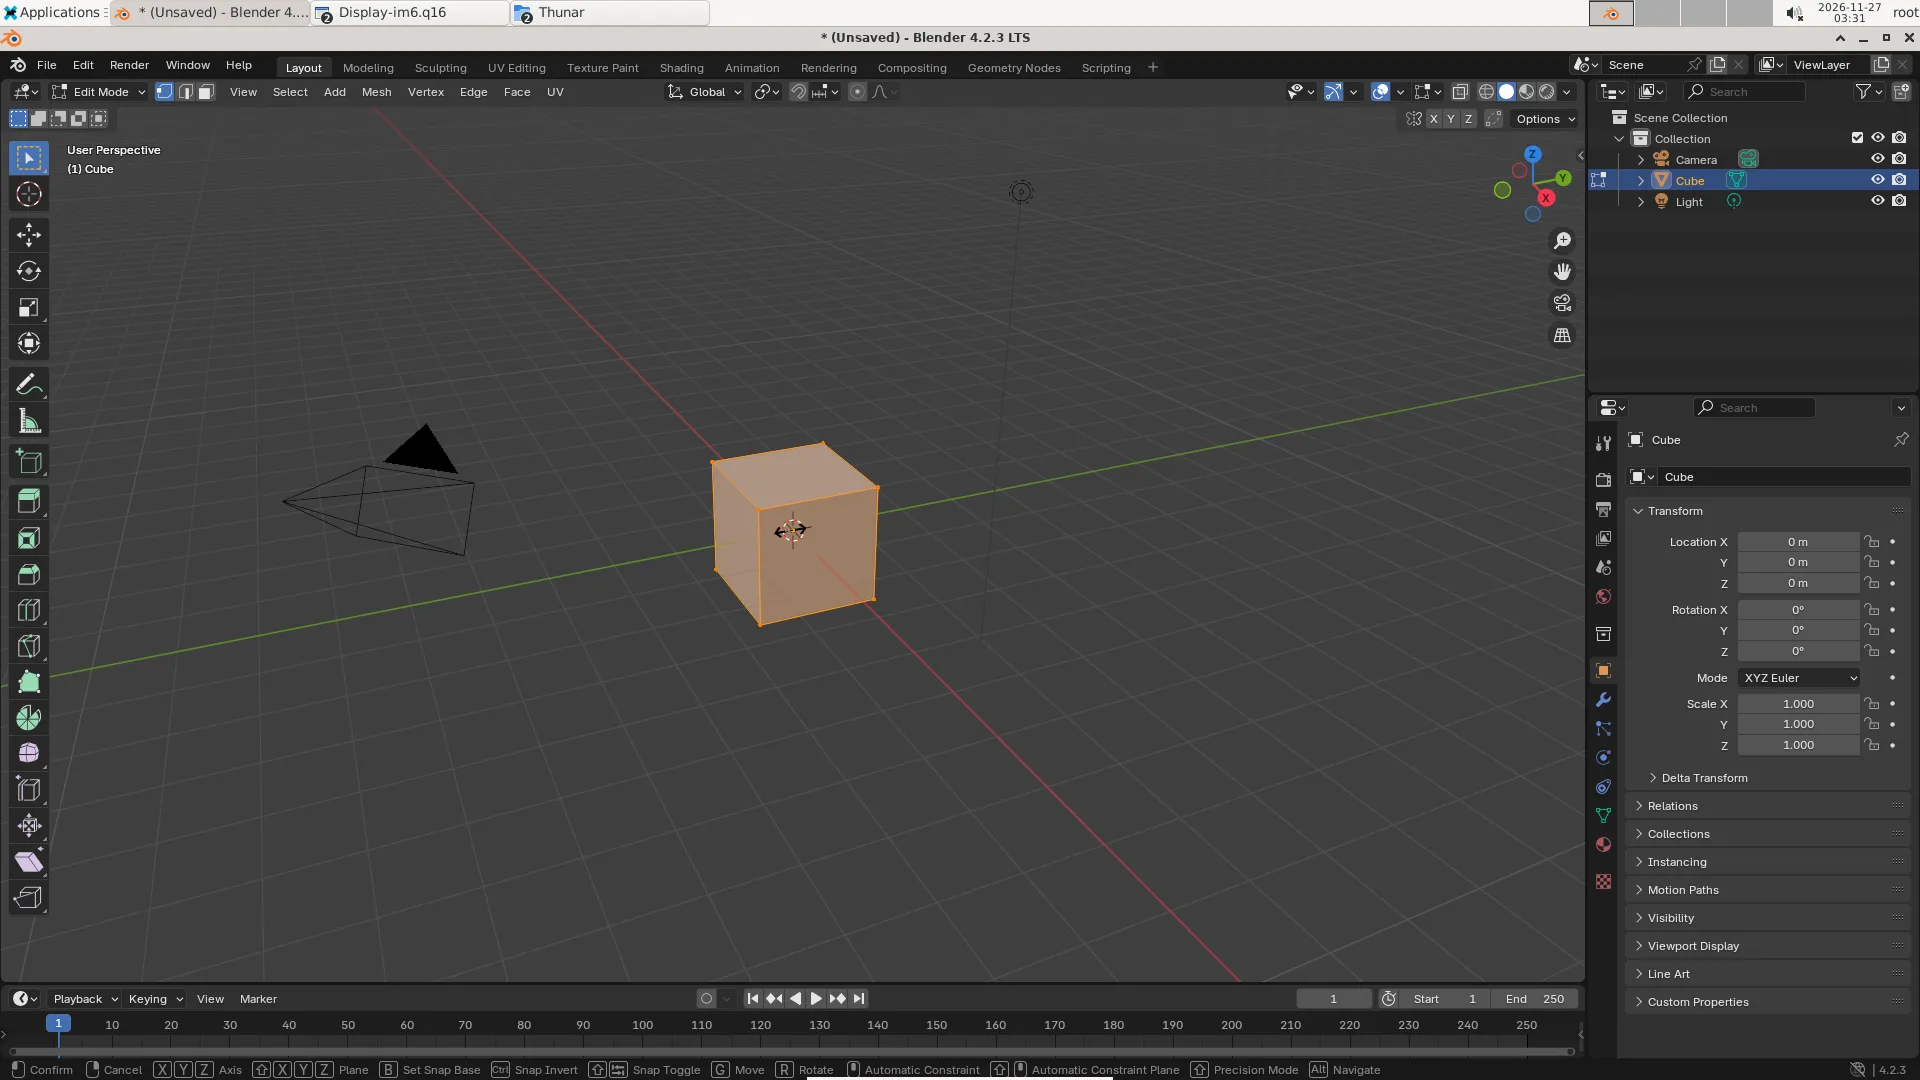 Applications
* (Unsaved) - Blender 4....
2 Display-im6.q16
2 Thunar
2026-11-27
03:31
root
* (Unsaved) - Blender 4.2.3 LTS
File Edit Render Window Help
Layout Modeling Sculpting UV Editing Texture Paint Shading Animation Rendering Compositing Geometry Nodes Scripting +
Scene ViewLayer
Edit Mode View Select Add Mesh Vertex Edge Face UV Global
Search
X Y Z Options
User Perspective
(1) Cube
Z
Y
X
Scene Collection
Collection
Camera
Cube
Light
Search
Cube
Cube
Transform
Location X 0 m
Y 0 m
Z 0 m
Rotation X 0°
Y 0°
Z 0°
Mode XYZ Euler
Scale X 1.000
Y 1.000
Z 1.000
Delta Transform
Relations
Collections
Instancing
Motion Paths
Visibility
Viewport Display
Line Art
Custom Properties
Playback Keying View Marker 1 Start 1 End 250
1 10 20 30 40 50 60 70 80 90 100 110 120 130 140 150 160 170 180 190 200 210 220 230 240 250
Confirm Cancel X Y Z Axis X Y Z Plane B Set Snap Base Ctrl Snap Invert Snap Toggle G Move R Rotate Automatic Constraint Automatic Constraint Plane Precision Mode Alt Navigate 4.2.3